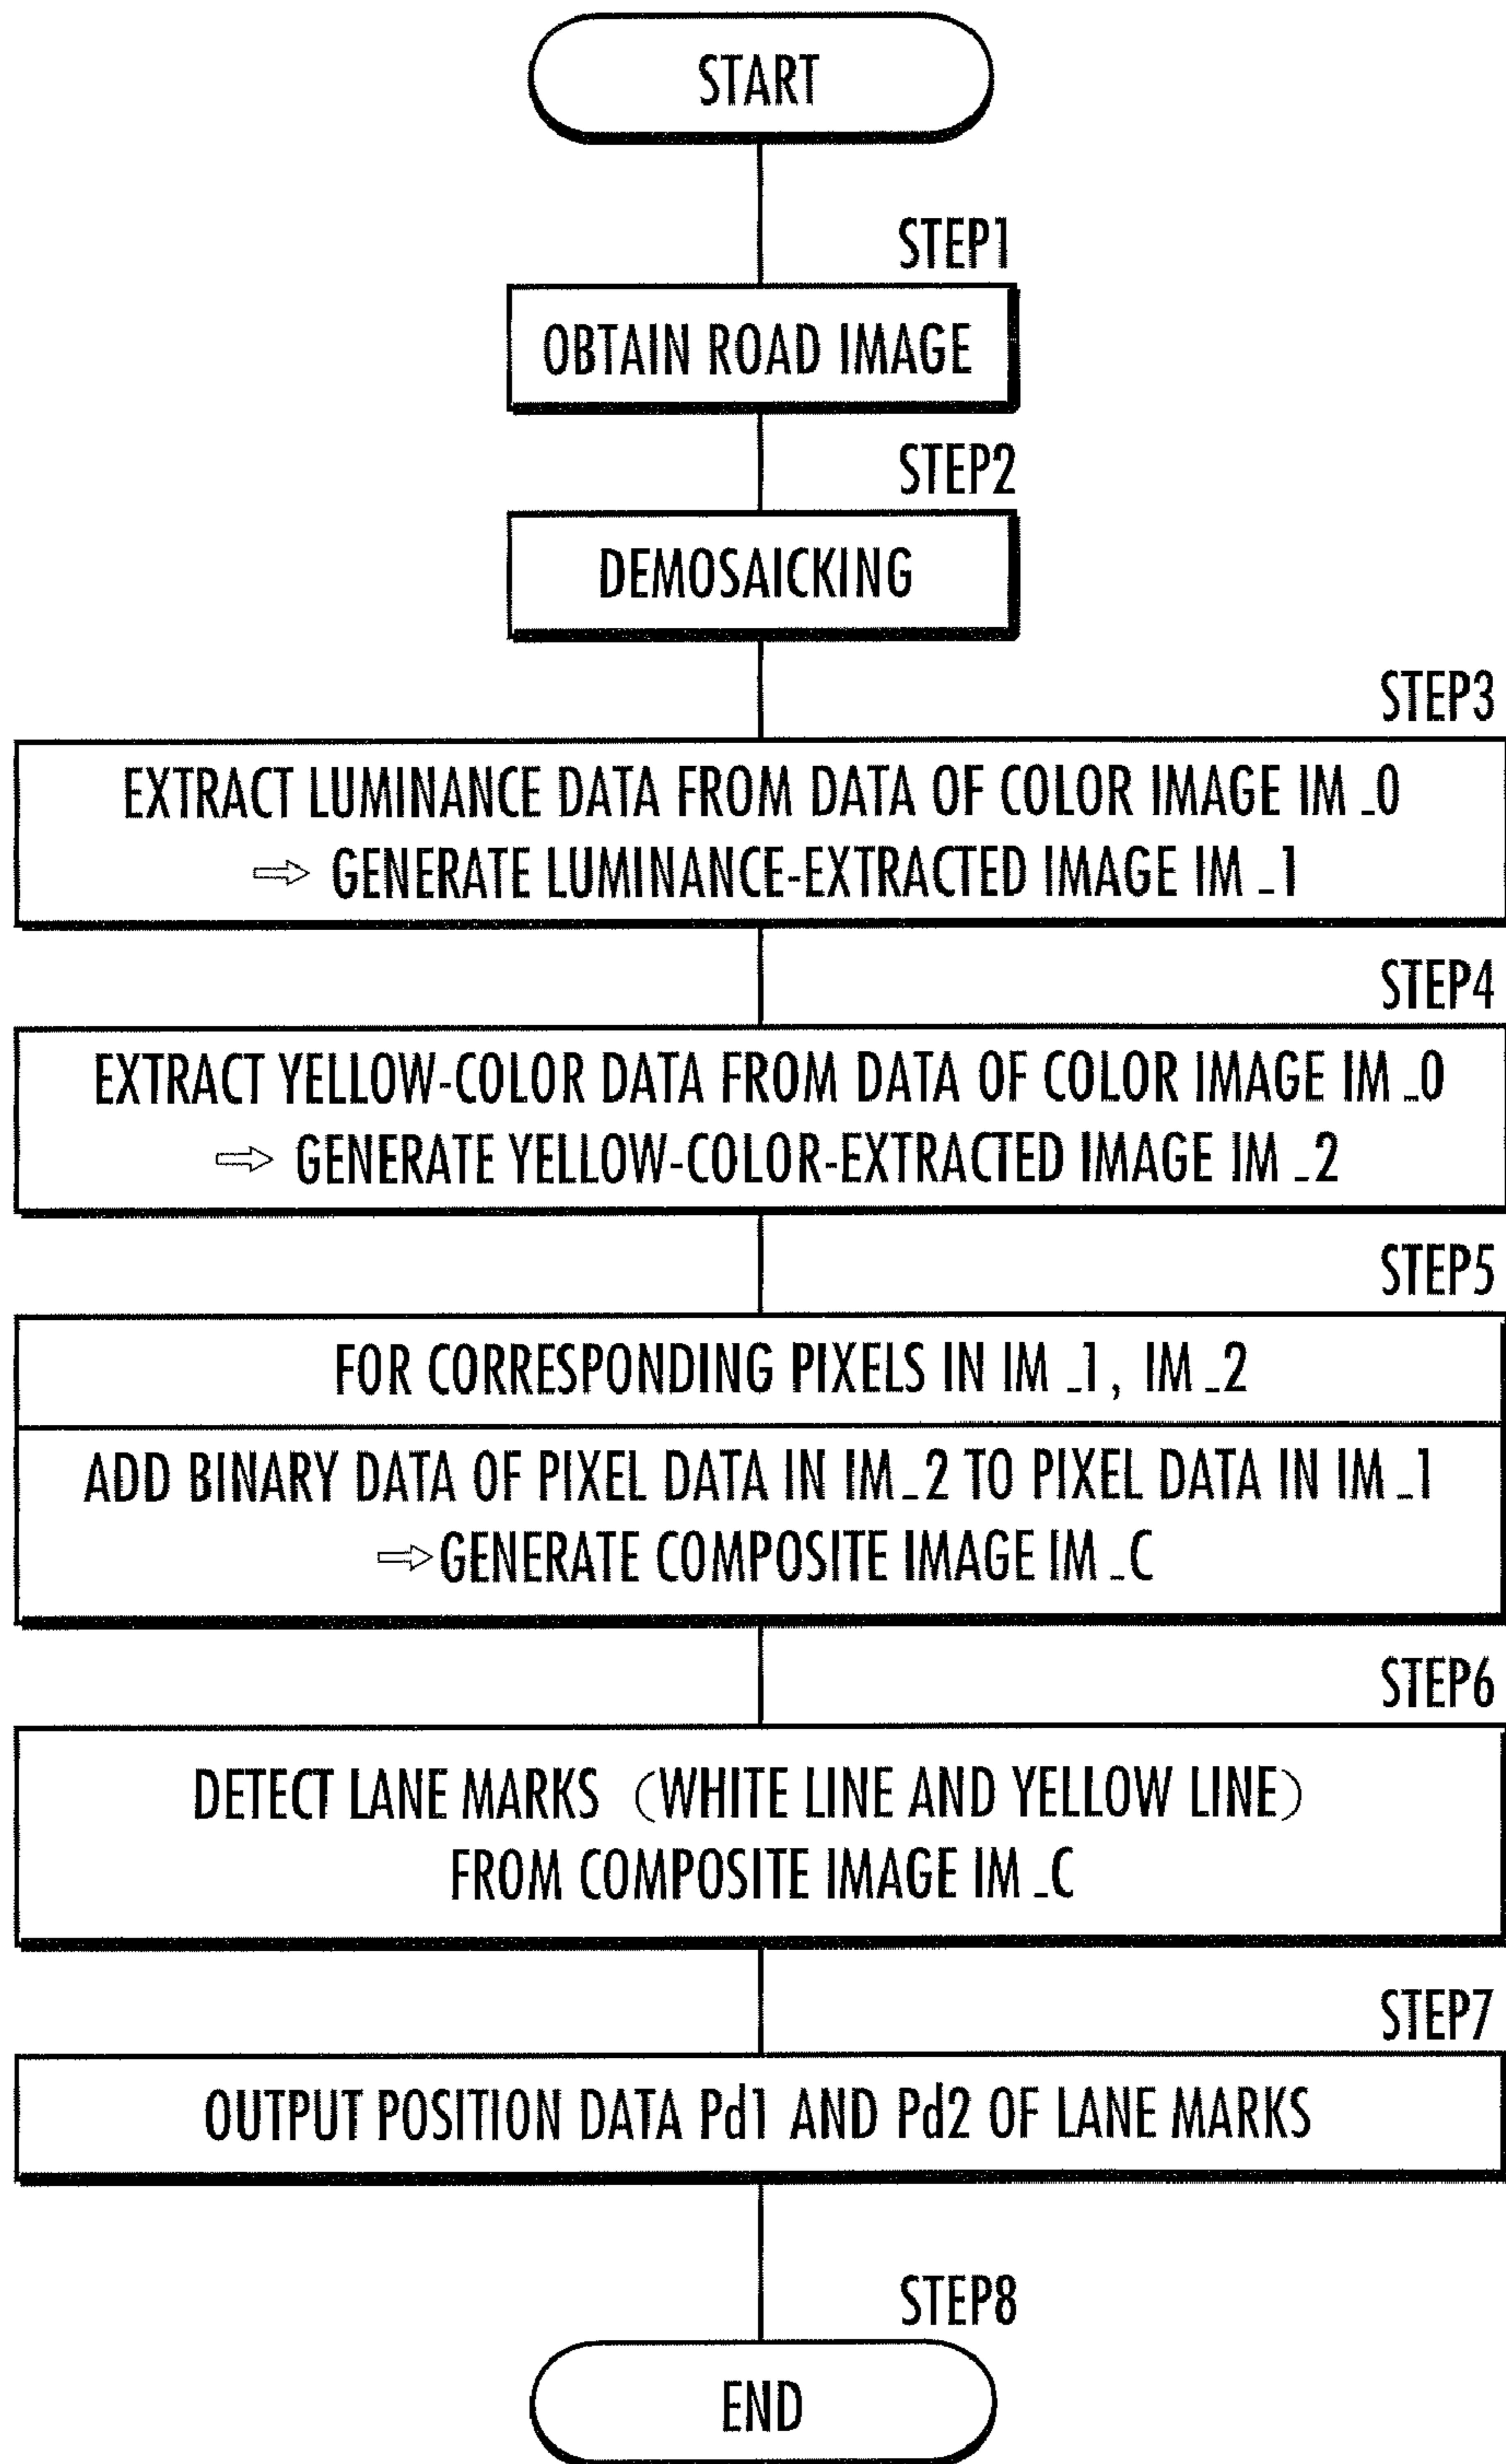 START
STEP1
OBTAIN ROAD IMAGE
STEP2
DEMOSAICKING
STEP3
EXTRACT LUMINANCE DATA FROM DATA OF COLOR IMAGE IM_0
⇨ GENERATE LUMINANCE-EXTRACTED IMAGE IM_1
STEP4
EXTRACT YELLOW-COLOR DATA FROM DATA OF COLOR IMAGE IM_0
⇨ GENERATE YELLOW-COLOR-EXTRACTED IMAGE IM_2
STEP5
FOR CORRESPONDING PIXELS IN IM_1, IM_2
ADD BINARY DATA OF PIXEL DATA IN IM_2 TO PIXEL DATA IN IM_1
⇨ GENERATE COMPOSITE IMAGE IM_C
STEP6
DETECT LANE MARKS (WHITE LINE AND YELLOW LINE)
FROM COMPOSITE IMAGE IM_C
STEP7
OUTPUT POSITION DATA Pd1 AND Pd2 OF LANE MARKS
STEP8
END